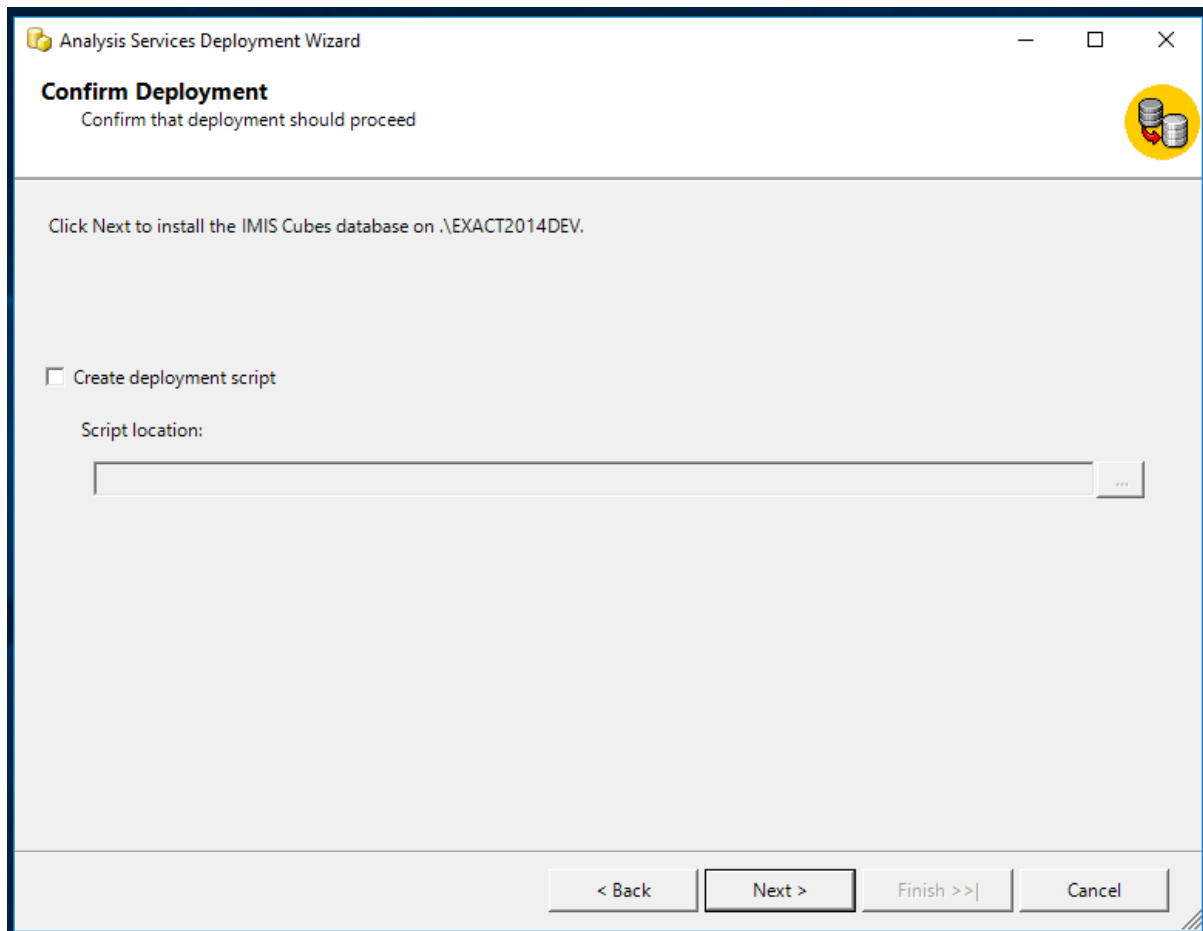 Analysis Services Deployment Wizard
Confirm Deployment
Confirm that deployment should proceed
Click Next to install the IMIS Cubes database on .\EXACT2014DEV.
Create deployment script
Script location:
...
< Back
Next >
Finish >>|
Cancel